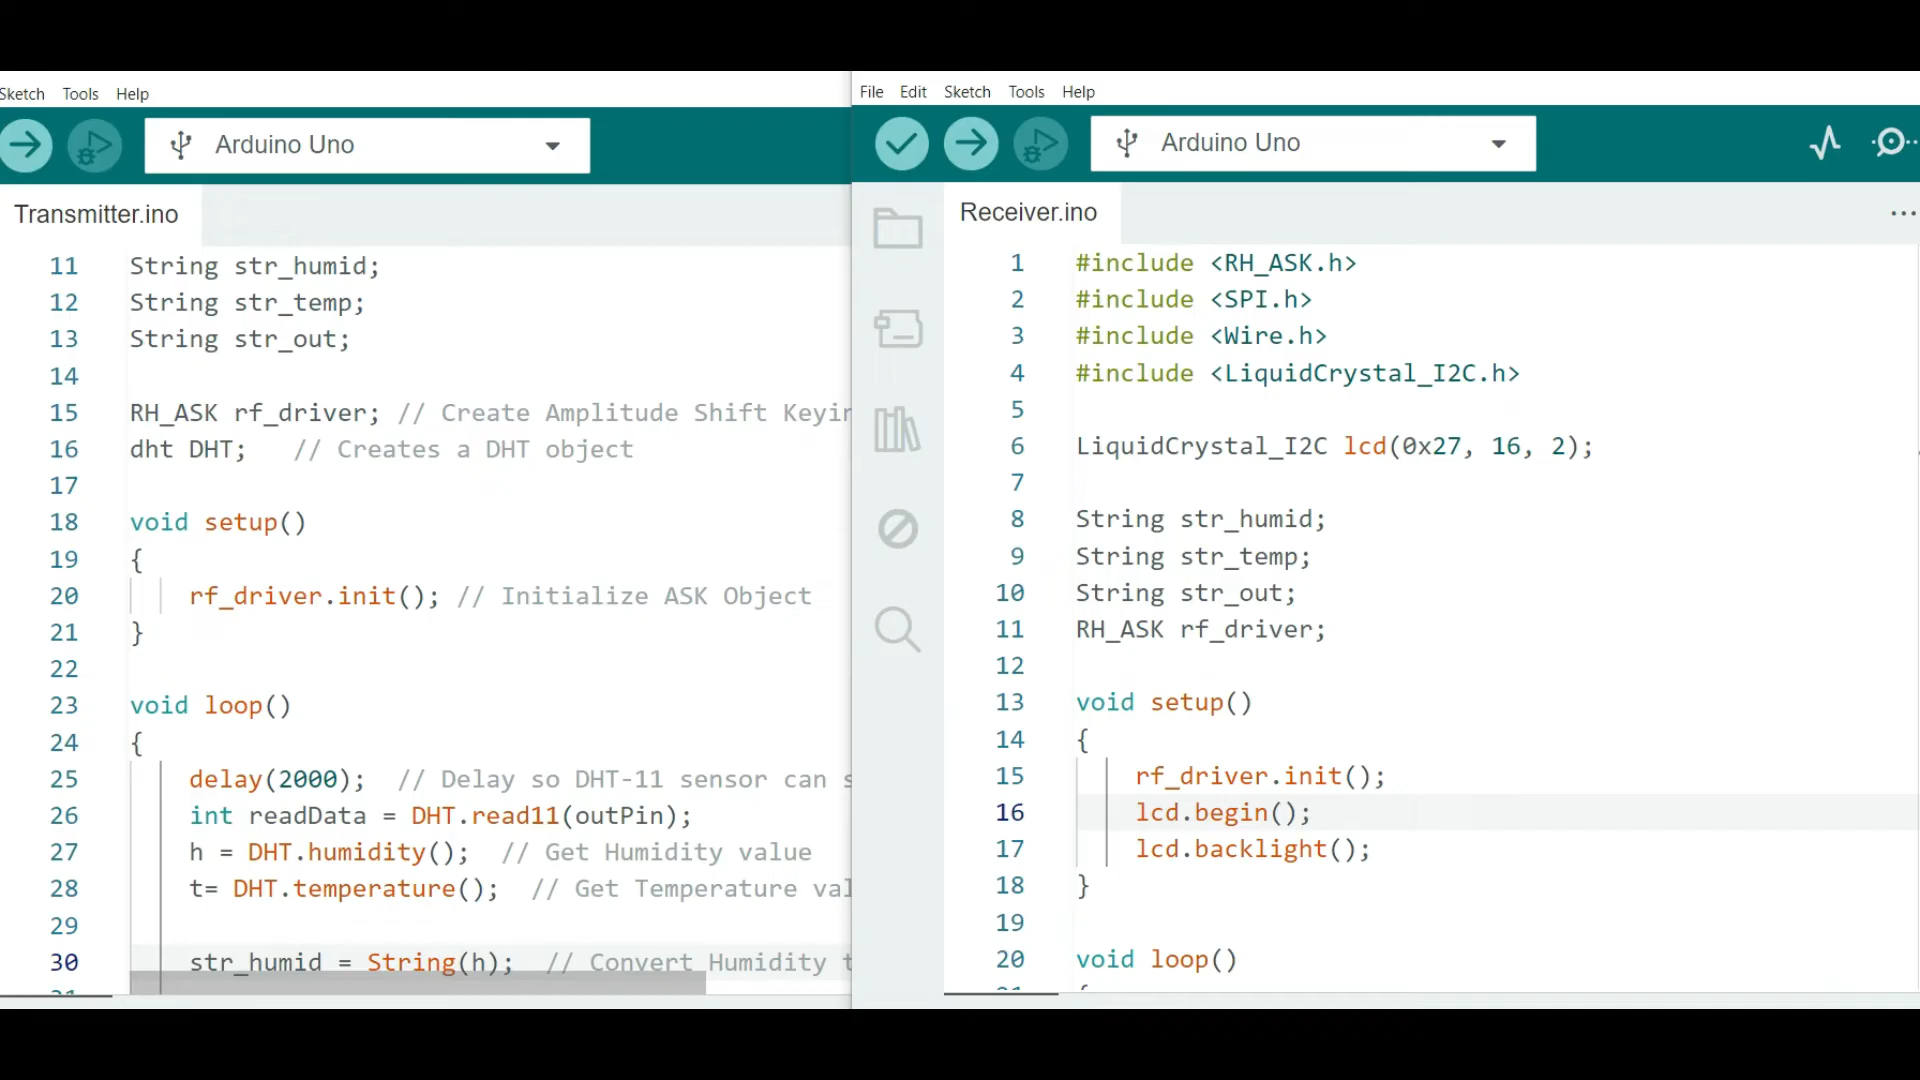 Sketch Tools Help
Arduino Uno
Transmitter.ino
11 String str_humid;
12 String str_temp;
13 String str_out;
14
15 RH_ASK rf_driver; // Create Amplitude Shift
16 dht DHT; // Creates a DHT object
17
18 void setup()
19 {
20 rf_driver.init(); // Initialize ASK Object
21 }
22
23 void loop()
24 {
25 delay(2000); // Delay so DHT-11 sensor can
26 int readData = DHT.read11(outPin);
27 h = DHT.humidity(); // Get Humidity value
28 t= DHT.temperature(); // Get Temperature
29
30 str_humid = String(h); // Convert Humidity
File Edit Sketch Tools Help
Arduino Uno
Receiver.ino
1 #include <RH_ASK.h>
2 #include <SPI.h>
3 #include <Wire.h>
4 #include <LiquidCrystal_I2C.h>
5
6 LiquidCrystal_I2C lcd(0x27, 16, 2);
7
8 String str_humid;
9 String str_temp;
10 String str_out;
11 RH_ASK rf_driver;
12
13 void setup()
14 {
15 rf_driver.init();
16 lcd.begin();
17 lcd.backlight();
18 }
19
20 void loop()